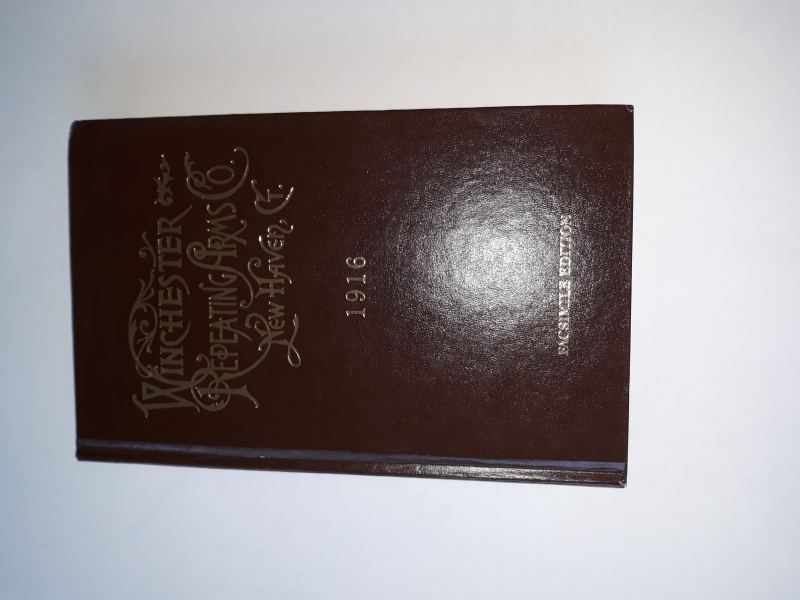 WINCHESTER
REPEATING ARMS CO.
NEW HAVEN, CT.
1916
FACSIMILE EDITION